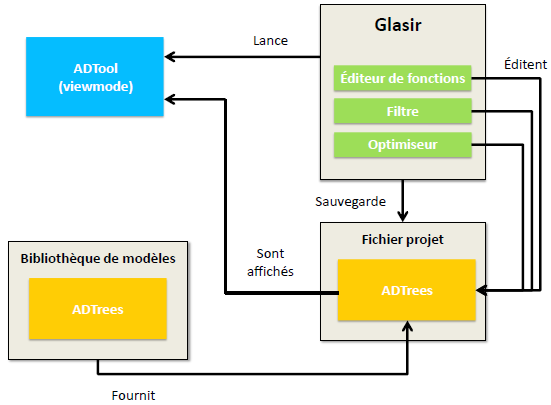 Glasir
Lance
ADTool
(viewmode)
Éditeur de fonctions
Éditent
Filtre
Optimiseur
Sauvegarde
Fichier projet
Sont
affichés
Bibliothèque de modèles
ADTrees
ADTrees
Fournit